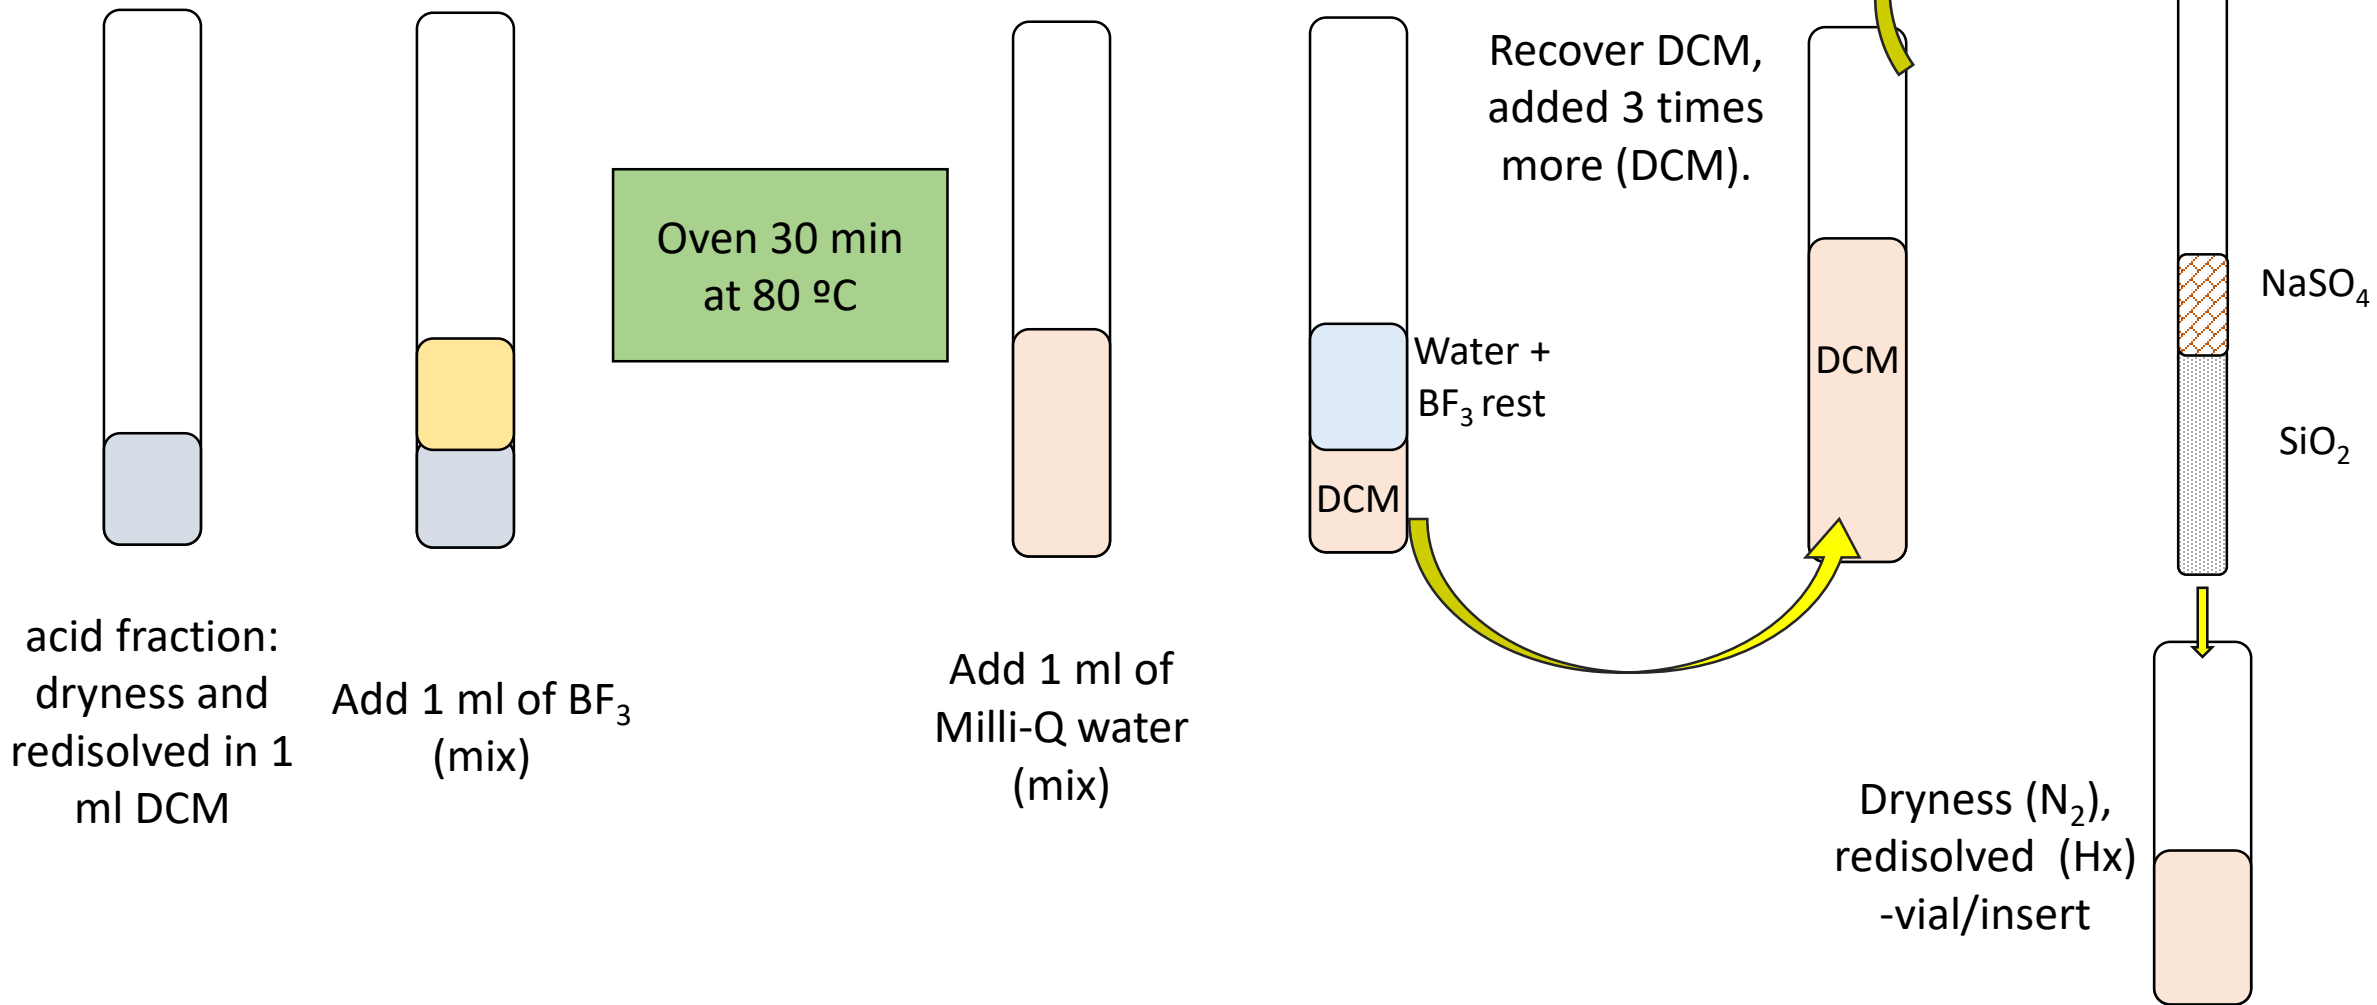 acid fraction:
dryness and
redisolved in 1
ml DCM
Add 1 ml of BF₃
(mix)
Oven 30 min
at 80 ºC
Add 1 ml of
Milli-Q water
(mix)
Water +
BF₃ rest
DCM
Recover DCM,
added 3 times
more (DCM).
DCM
NaSO₄
SiO₂
Dryness (N₂),
redisolved (Hx)
-vial/insert